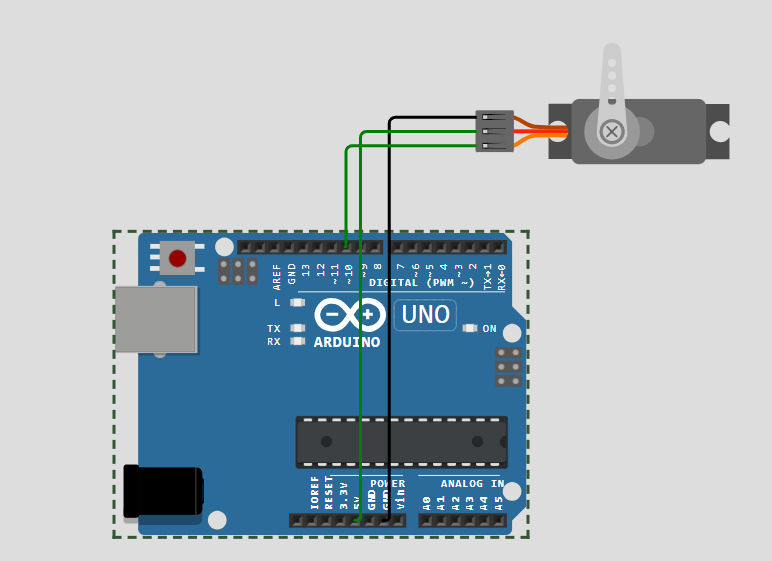 AREF
GND
13
12
~11
~10
~9
8
7
~6
~5
4
~3
2
TX→1
RX←0
DIGITAL (PWM ~)
L
UNO
TX
ON
RX
ARDUINO
POWER
ANALOG IN
IOREF
RESET
3.3V
5V
GND
GND
Vin
A0
A1
A2
A3
A4
A5